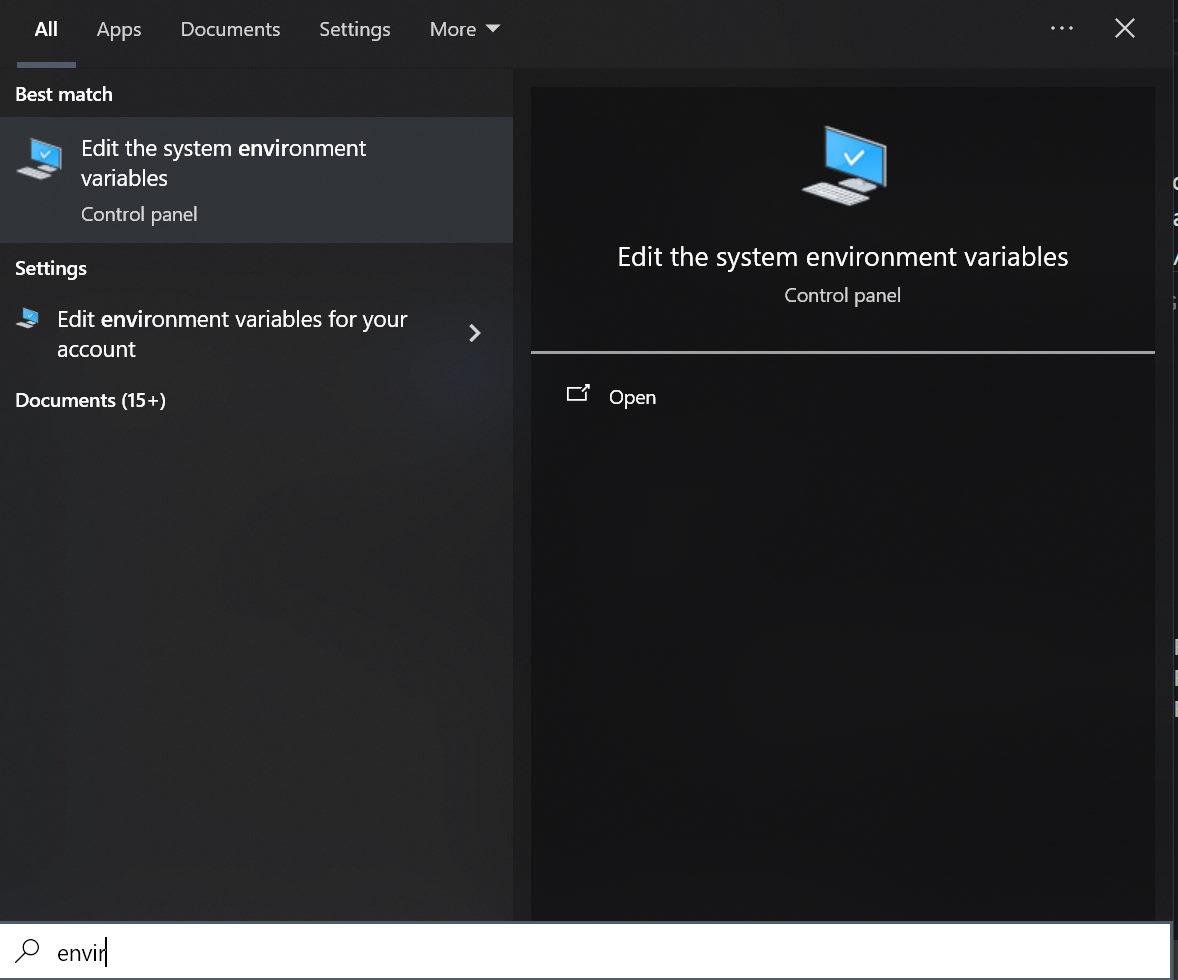 All Apps Documents Settings More
Best match
Edit the system environment
variables
Control panel
Settings
Edit environment variables for your
account
Documents (15+)
Edit the system environment variables
Control panel
Open
envir